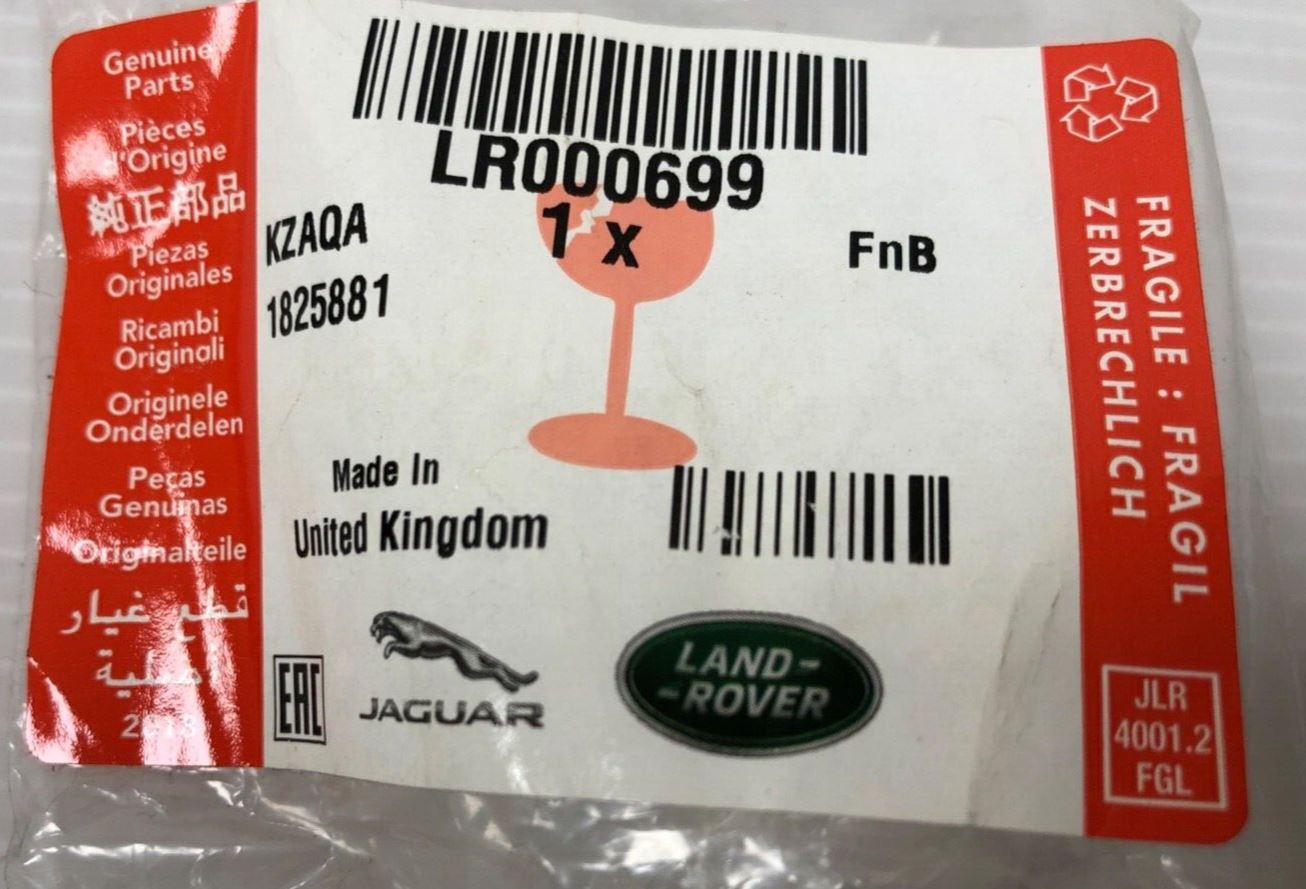 Genuine
Parts
Pièces
d'Origine
純正部品
Piezas
Originales
Ricambi
Originali
Originele
Onderdelen
Peças
Genuínas
Originalteile
قطع غيار
أصلية
LR000699
1 x
KZAQA
FnB
1825881
Made In
United Kingdom
EAC
JAGUAR
LAND-
-ROVER
FRAGILE : FRAGIL
ZERBRECHLICH
JLR
4001.2
FGL